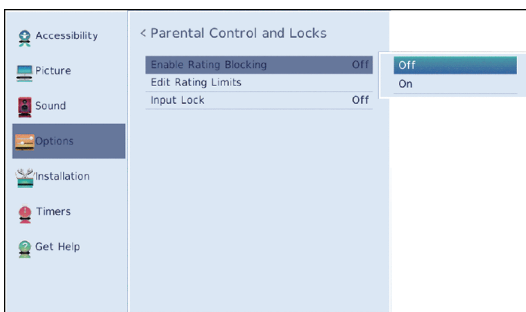 Accessibility
Picture
Sound
Options
Installation
Timers
Get Help
< Parental Control and Locks
Enable Rating Blocking Off
Edit Rating Limits
Input Lock Off
Off
On